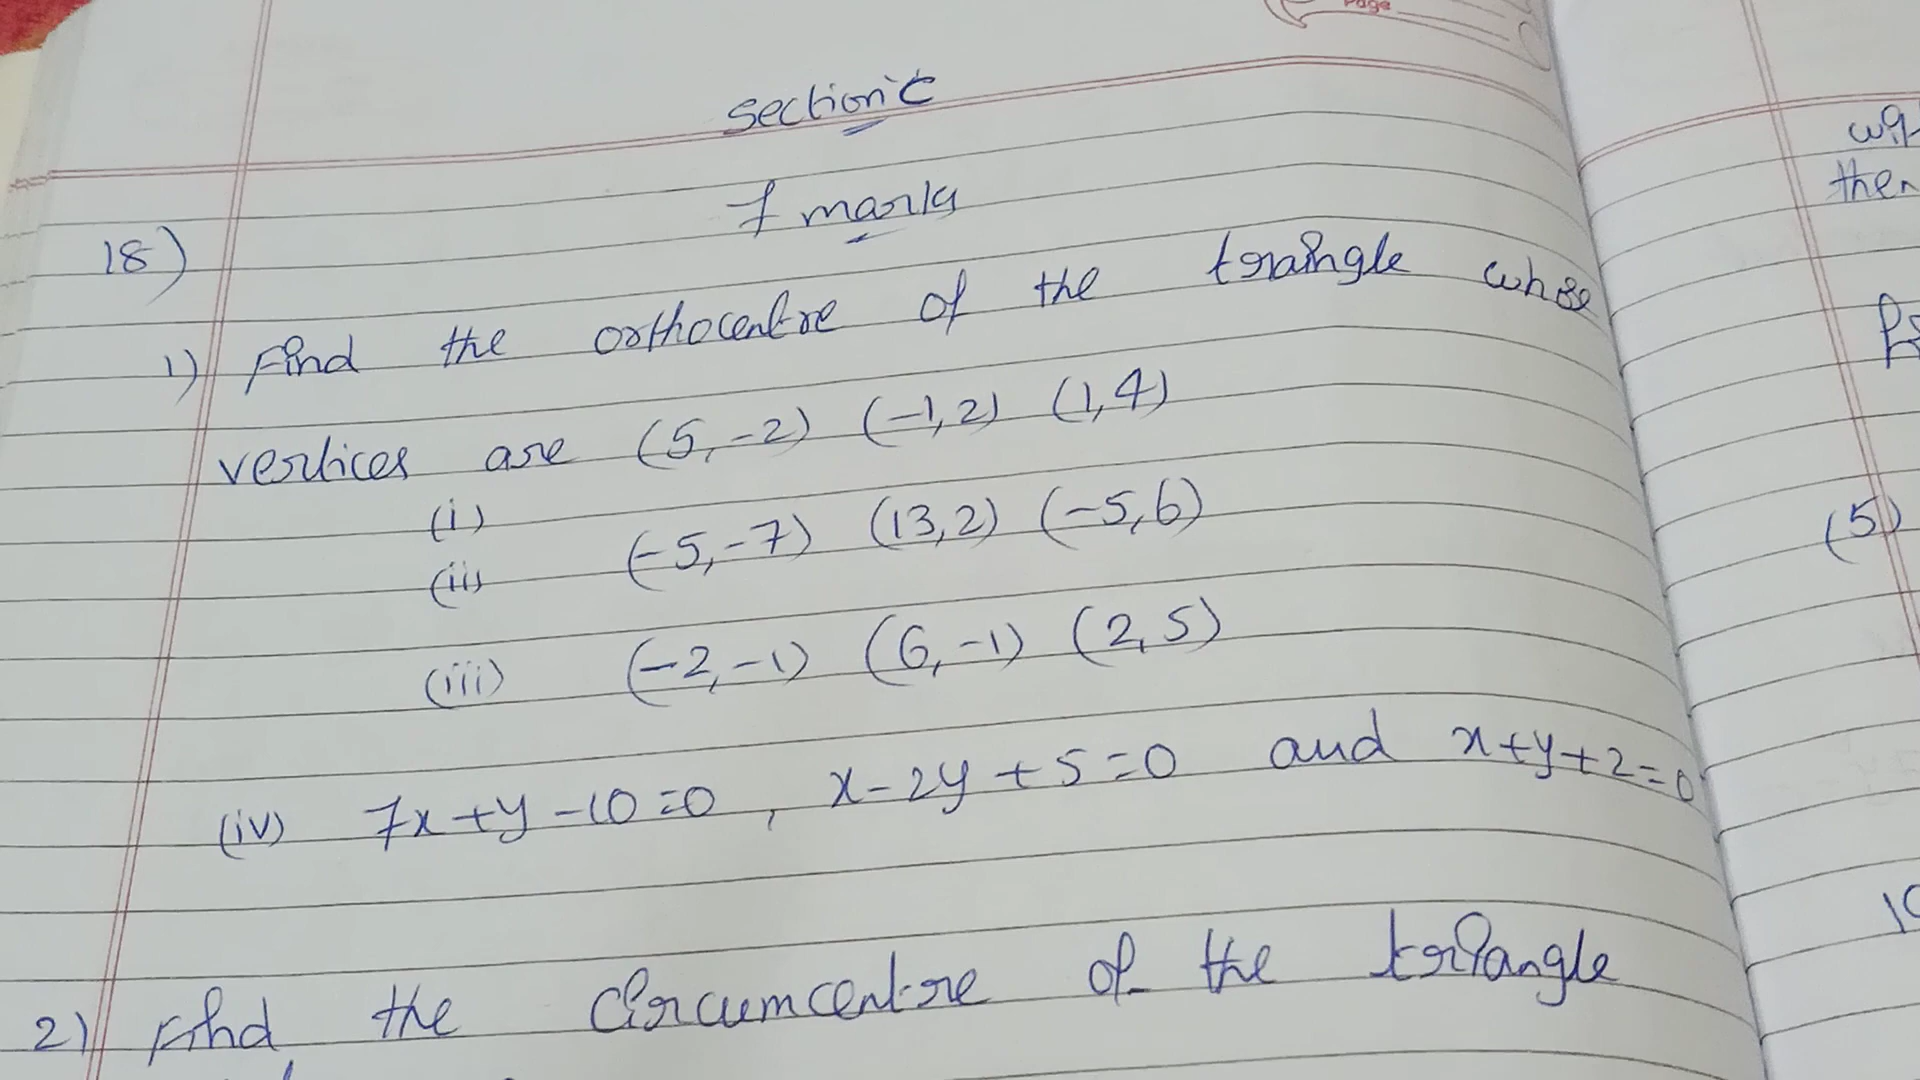 Page
Section c
7 marks
18)
1) Find the orthocentre of the traingle whose
vertices are (5,-2) (-1,2) (1,4)
(i)
(ii) (-5,-7) (13,2) (-5,6)
(iii) (-2,-1) (6,-1) (2,5)
(iv) 7x+y-10=0, x-2y+5=0 and x+y+2=0
2) Find the circumcentre of the triangle
(5)